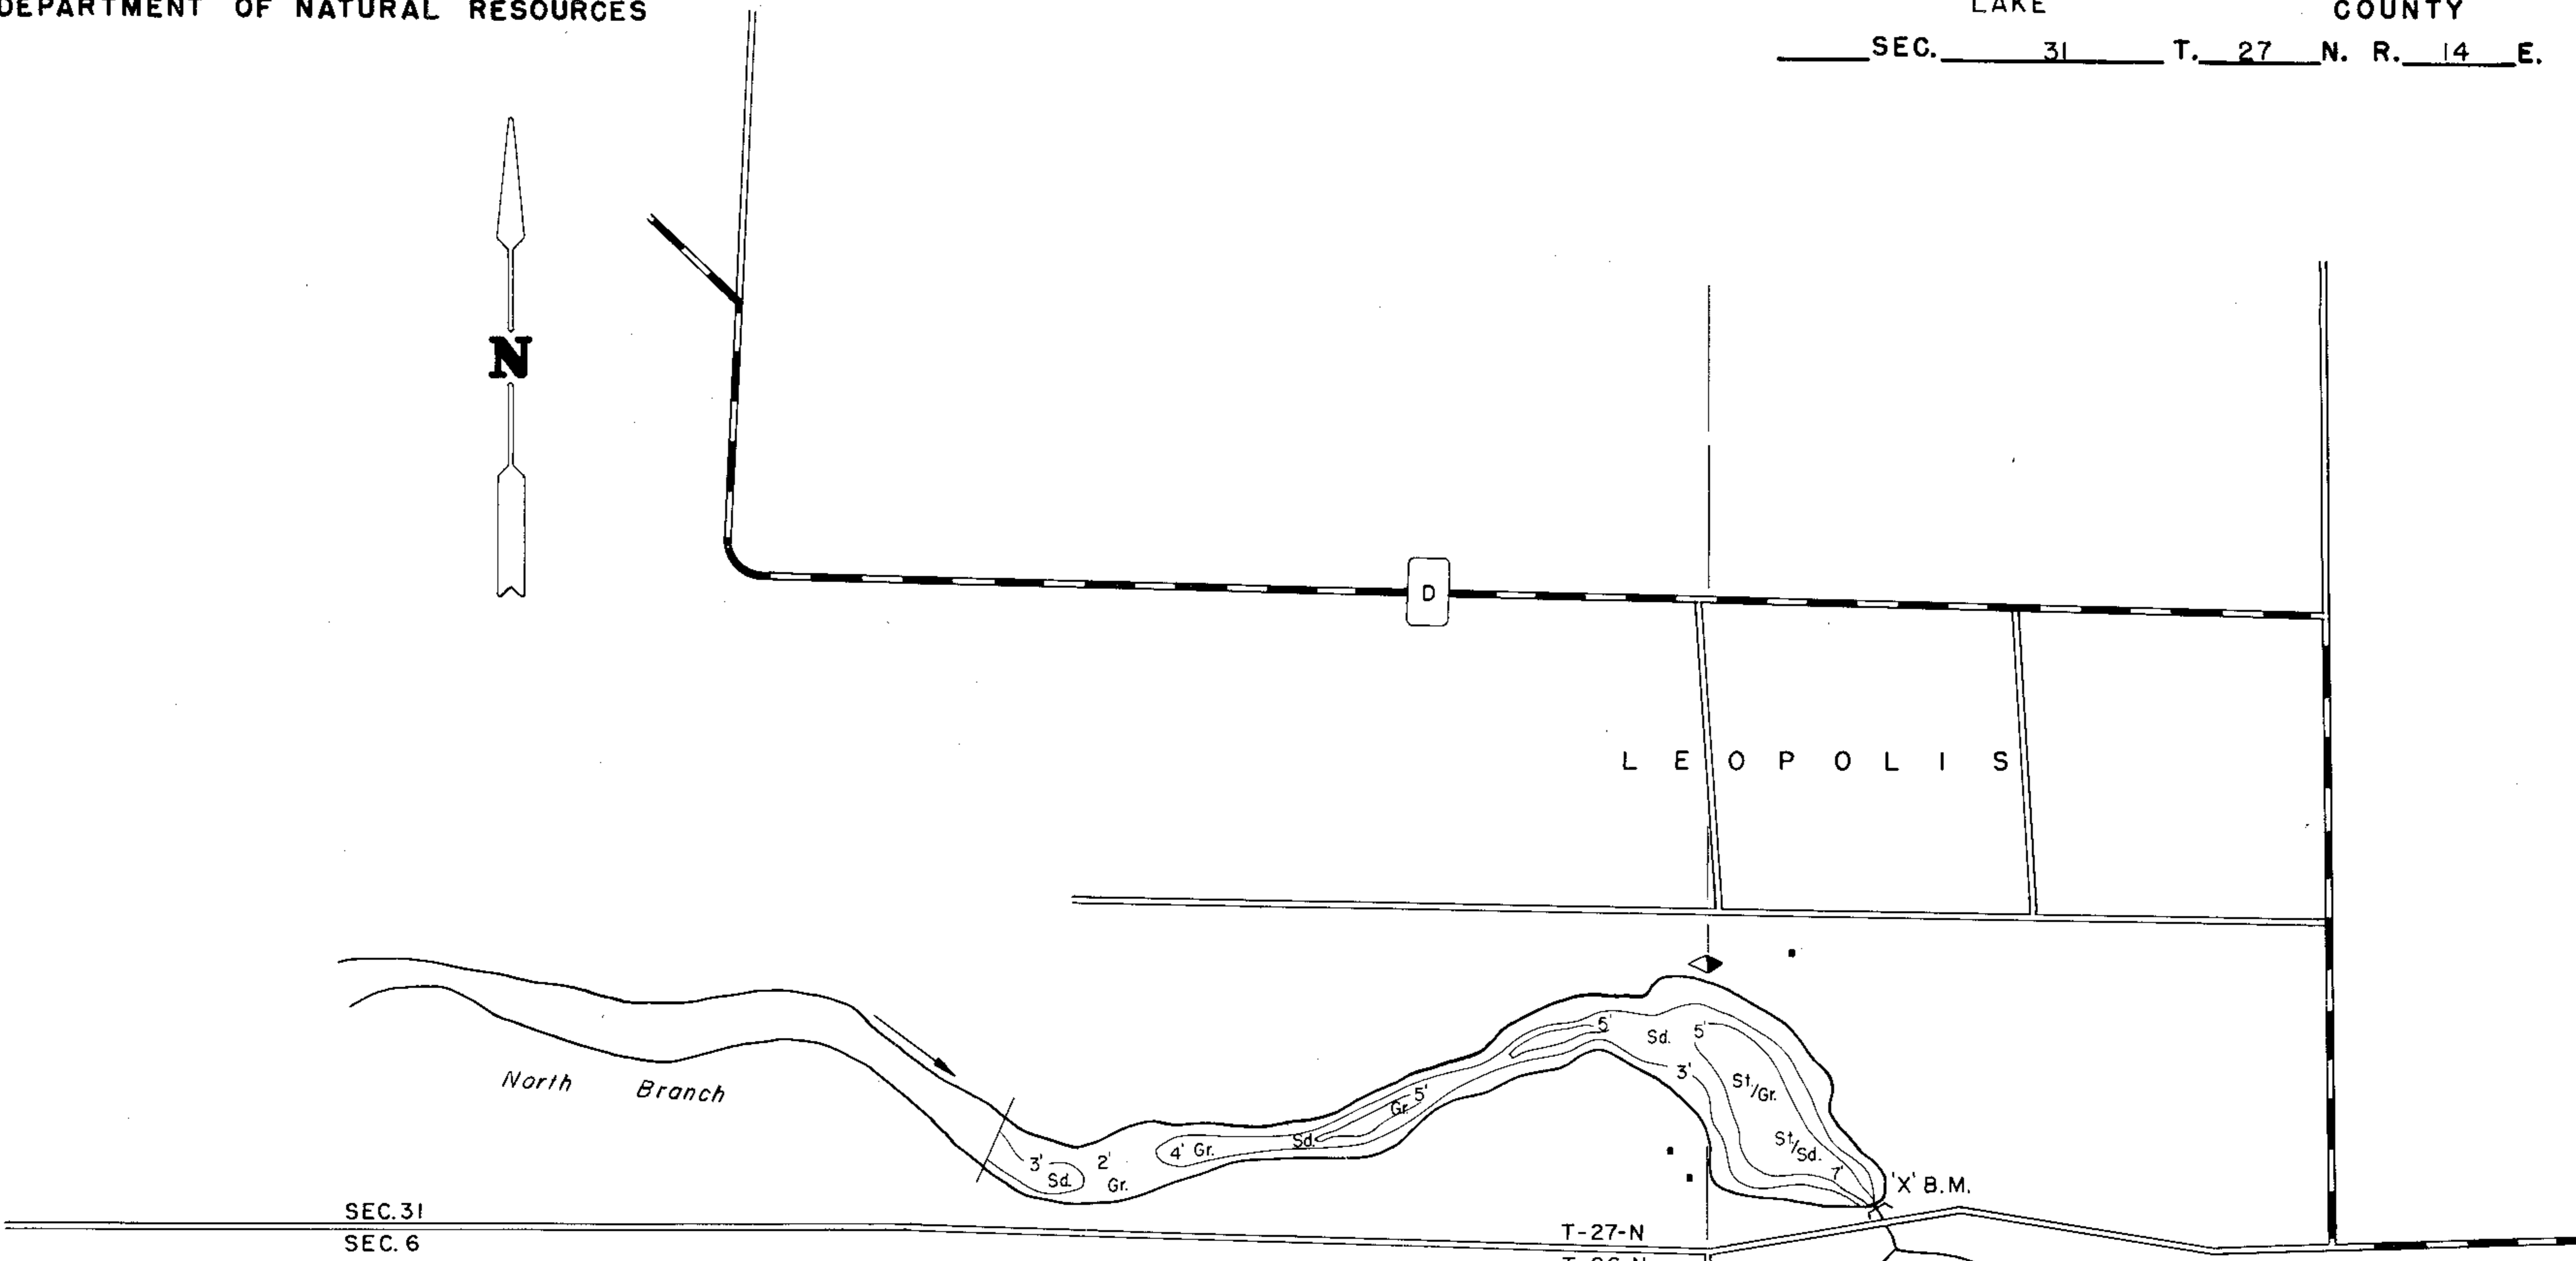 DEPARTMENT OF NATURAL RESOURCES
LAKE COUNTY
SEC. 31 T. 27 N. R. 14 E.
N
D
LEOPOLIS
North Branch
5'
Sd.
5'
3'
St/Gr.
5'
Gr.
St/Sd.
Sd.
4' Gr.
2'
3'
Sd.
Gr.
7'
'X' B.M.
SEC. 31
SEC. 6
T-27-N